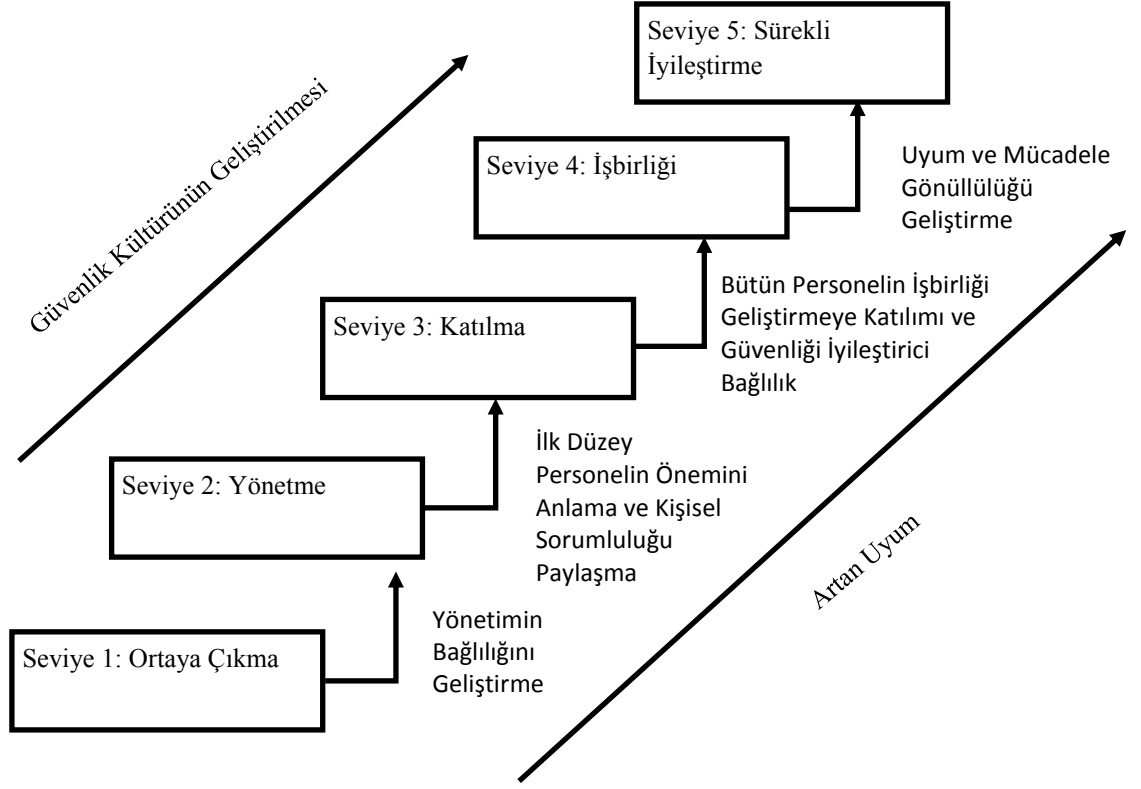 Seviye 5: Sürekli
İyileştirme
Güvenlik Kültürünün Geliştirilmesi
Seviye 4: İşbirliği
Uyum ve Mücadele
Gönüllülüğü
Geliştirme
Seviye 3: Katılma
Bütün Personelin İşbirliği
Geliştirmeye Katılımı ve
Güvenliği İyileştirici
Bağlılık
Seviye 2: Yönetme
İlk Düzey
Personelin Önemini
Anlama ve Kişisel
Sorumluluğu
Paylaşma
Artan Uyum
Seviye 1: Ortaya Çıkma
Yönetimin
Bağlılığını
Geliştirme